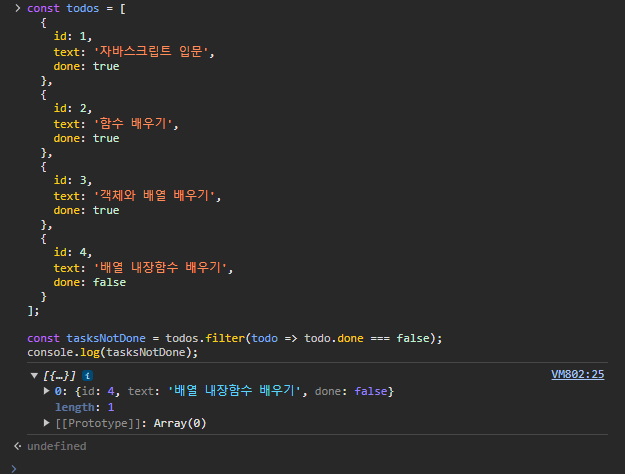 const todos = [
  {
    id: 1,
    text: '자바스크립트 입문',
    done: true
  },
  {
    id: 2,
    text: '함수 배우기',
    done: true
  },
  {
    id: 3,
    text: '객체와 배열 배우기',
    done: true
  },
  {
    id: 4,
    text: '배열 내장함수 배우기',
    done: false
  }
];

const tasksNotDone = todos.filter(todo => todo.done === false);
console.log(tasksNotDone);
[{…}] i VM802:25
0: {id: 4, text: '배열 내장함수 배우기', done: false}
length: 1
[[Prototype]]: Array(0)
undefined